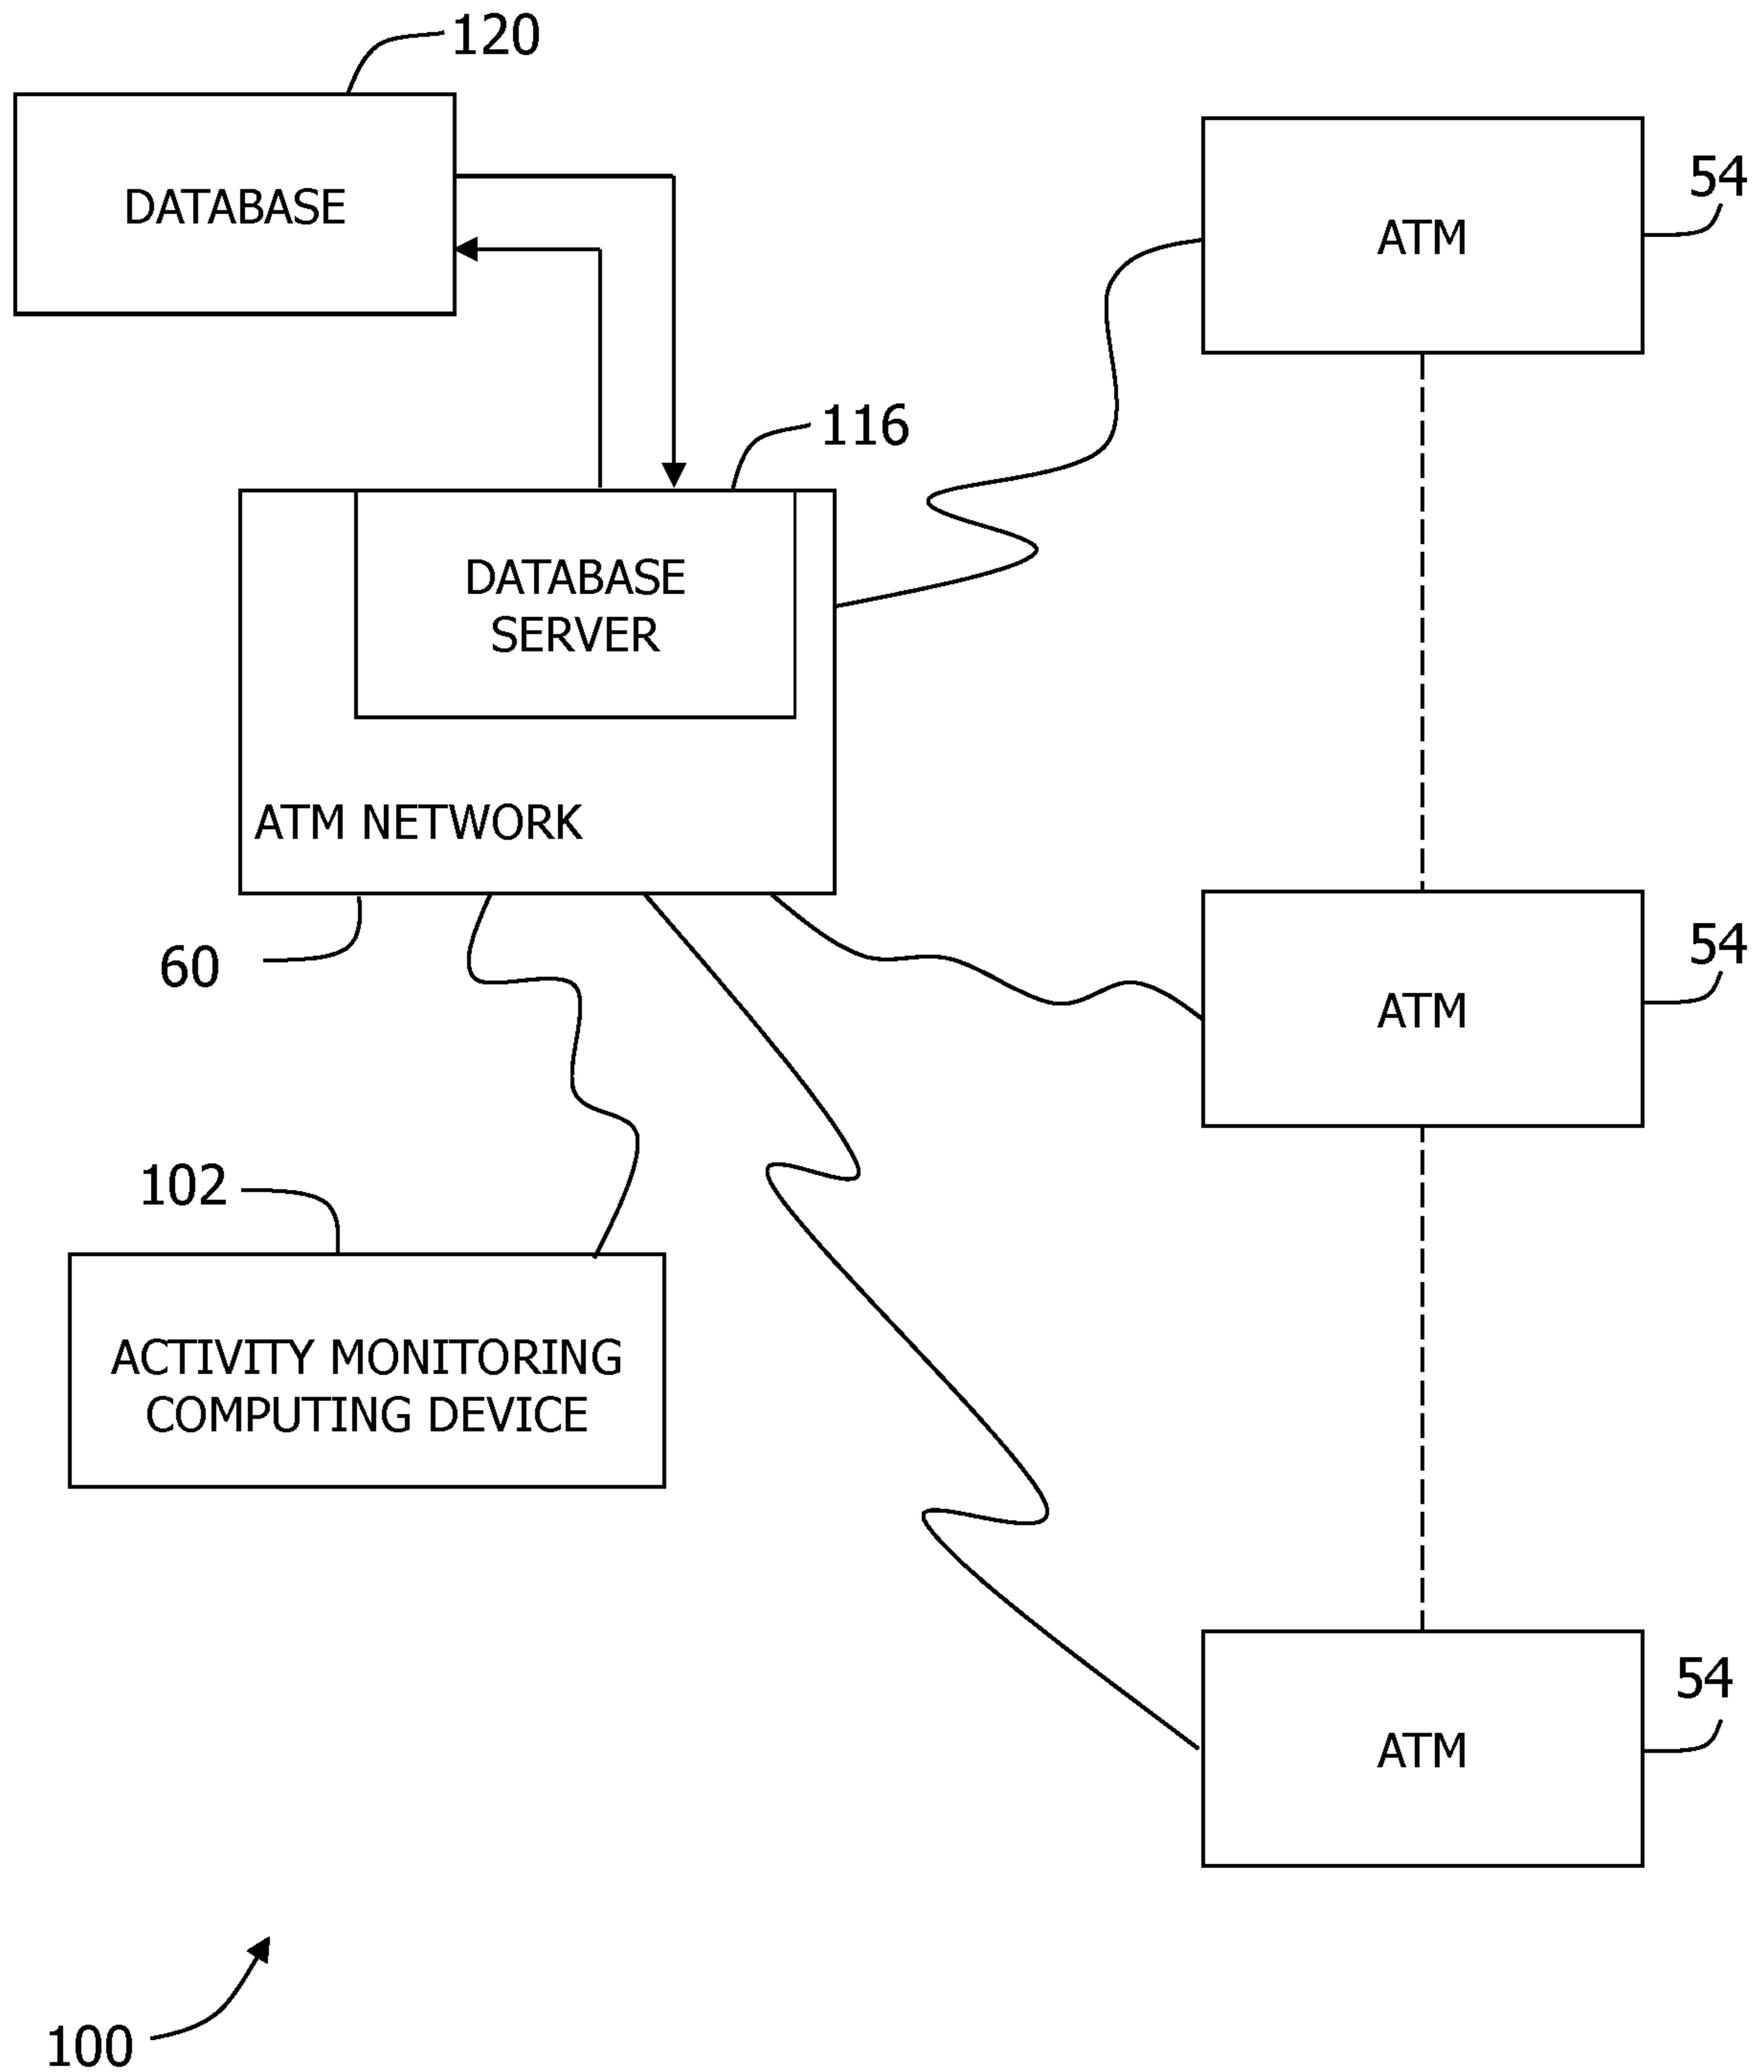 120
DATABASE
54
ATM
116
DATABASE
SERVER
ATM NETWORK
60
54
ATM
102
ACTIVITY MONITORING
COMPUTING DEVICE
54
ATM
100